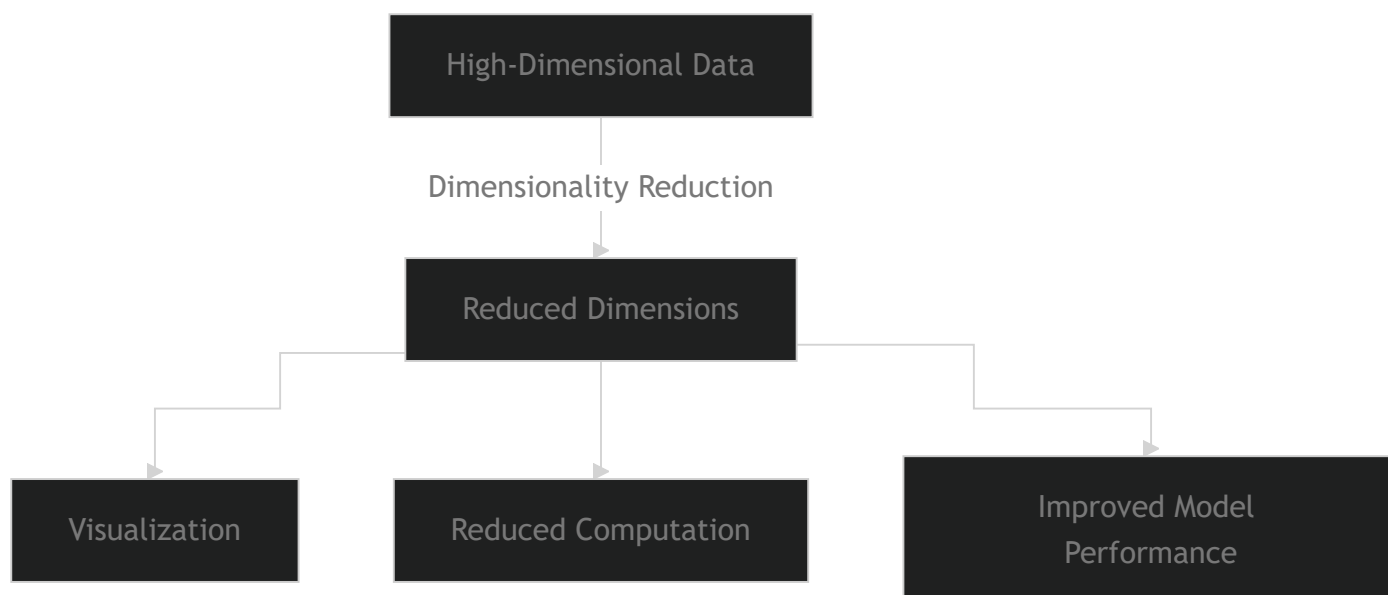 High-Dimensional Data
Dimensionality Reduction
Reduced Dimensions
Visualization
Reduced Computation
Improved Model
Performance